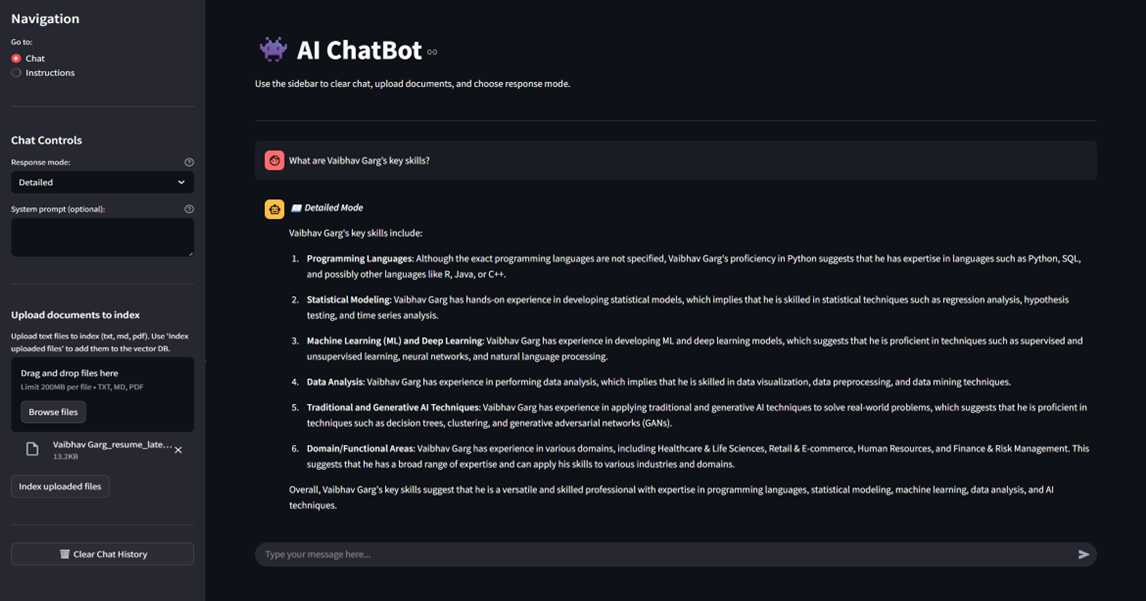 Navigation
Go to:
Chat
Instructions
Chat Controls
Response mode:
Detailed
System prompt (optional):
Upload documents to index
Upload text files to index (txt, md, pdf). Use 'Index
uploaded files' to add them to the vector DB.
Drag and drop files here
Limit 200MB per file • TXT, MD, PDF
Browse files
Vaibhav Garg_resume_late...
13.2KB
Index uploaded files
Clear Chat History
AI ChatBot
Use the sidebar to clear chat, upload documents, and choose response mode.
What are Vaibhav Garg's key skills?
Detailed Mode
Vaibhav Garg's key skills include:
1. Programming Languages: Although the exact programming languages are not specified, Vaibhav Garg's proficiency in Python suggests that he has expertise in languages such as Python, SQL,
and possibly other languages like R, Java, or C++.
2. Statistical Modeling: Vaibhav Garg has hands-on experience in developing statistical models, which implies that he is skilled in statistical techniques such as regression analysis, hypothesis
testing, and time series analysis.
3. Machine Learning (ML) and Deep Learning: Vaibhav Garg has experience in developing ML and deep learning models, which suggests that he is proficient in techniques such as supervised and
unsupervised learning, neural networks, and natural language processing.
4. Data Analysis: Vaibhav Garg has experience in performing data analysis, which implies that he is skilled in data visualization, data preprocessing, and data mining techniques.
5. Traditional and Generative AI Techniques: Vaibhav Garg has experience in applying traditional and generative AI techniques to solve real-world problems, which suggests that he is proficient in
techniques such as decision trees, clustering, and generative adversarial networks (GANs).
6. Domain/Functional Areas: Vaibhav Garg has experience in various domains, including Healthcare & Life Sciences, Retail & E-commerce, Human Resources, and Finance & Risk Management. This
suggests that he has a broad range of expertise and can apply his skills to various industries and domains.
Overall, Vaibhav Garg's key skills suggest that he is a versatile and skilled professional with expertise in programming languages, statistical modeling, machine learning, data analysis, and AI
techniques.
Type your message here...